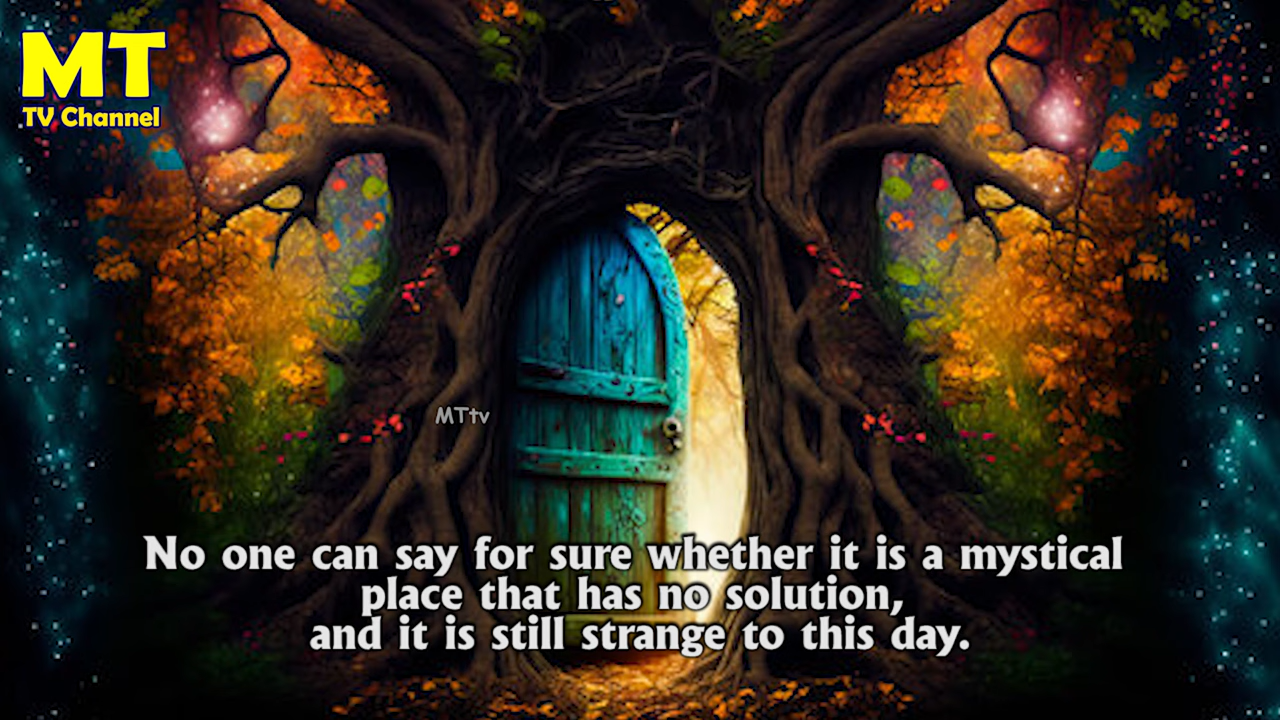 MT
TV Channel
MTtv
No one can say for sure whether it is a mystical
place that has no solution,
and it is still strange to this day.